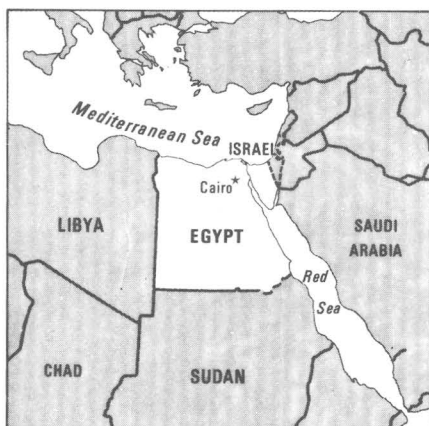 Mediterranean Sea
ISRAEL
Cairo
LIBYA
EGYPT
SAUDI
ARABIA
Red
Sea
CHAD
SUDAN